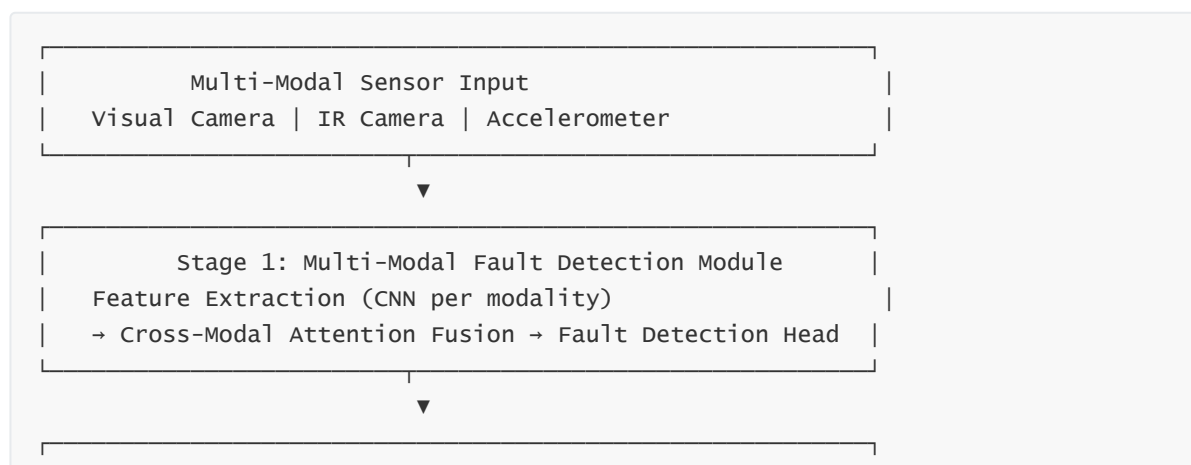 Multi-Modal Sensor Input
Visual Camera | IR Camera | Accelerometer
▼
Stage 1: Multi-Modal Fault Detection Module
Feature Extraction (CNN per modality)
→ Cross-Modal Attention Fusion → Fault Detection Head
▼